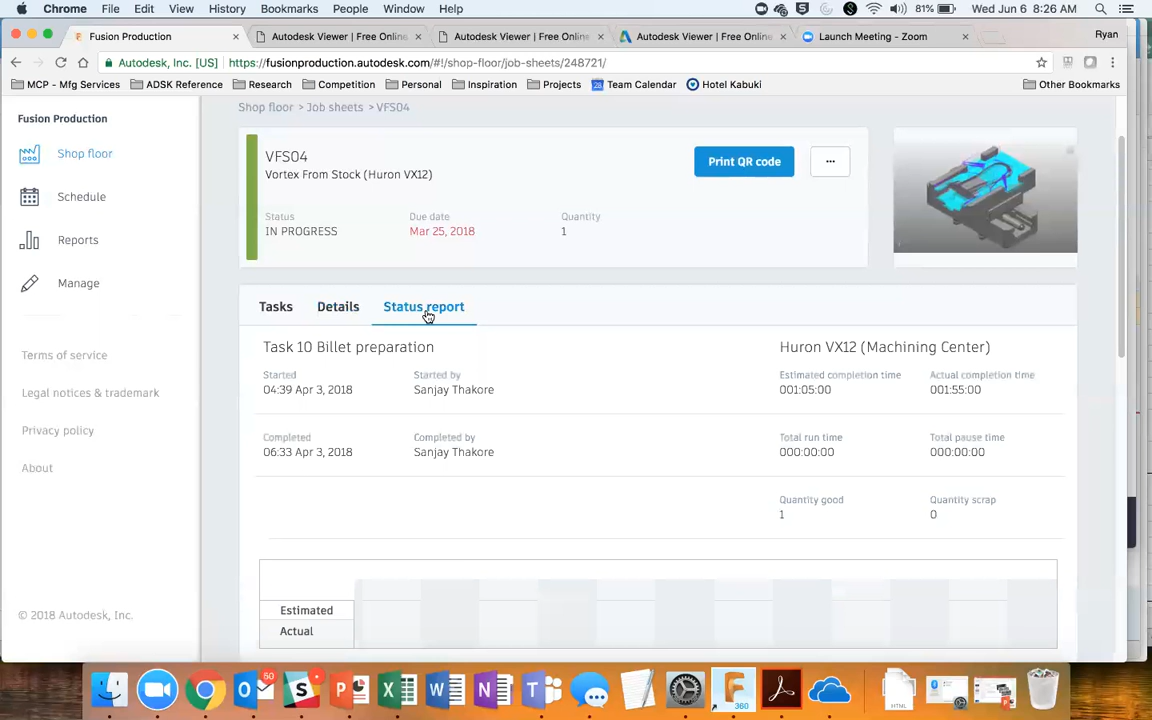 Chrome File Edit View History Bookmarks People Window Help 81% Wed Jun 6 8:26 AM
Fusion Production × Autodesk Viewer | Free Online × Autodesk Viewer | Free Online × Autodesk Viewer | Free Online × Launch Meeting - Zoom × Ryan
Autodesk, Inc. [US] https://fusionproduction.autodesk.com/#!/shop-floor/job-sheets/248721/
MCP - Mfg Services ADSK Reference Research Competition Personal Inspiration Projects 28 Team Calendar Hotel Kabuki Other Bookmarks
Fusion Production
Shop floor
Schedule
Reports
Manage
Terms of service
Legal notices & trademark
Privacy policy
About
© 2018 Autodesk, Inc.
Shop floor > Job sheets > VFS04
VFS04
Vortex From Stock (Huron VX12)
Print QR code ...
Status Due date Quantity
IN PROGRESS Mar 25, 2018 1
Tasks Details Status report
Task 10 Billet preparation Huron VX12 (Machining Center)
Started Started by Estimated completion time Actual completion time
04:39 Apr 3, 2018 Sanjay Thakore 001:05:00 001:55:00
Completed Completed by Total run time Total pause time
06:33 Apr 3, 2018 Sanjay Thakore 000:00:00 000:00:00
Quantity good Quantity scrap
1 0
Estimated
Actual
50
360
HTML